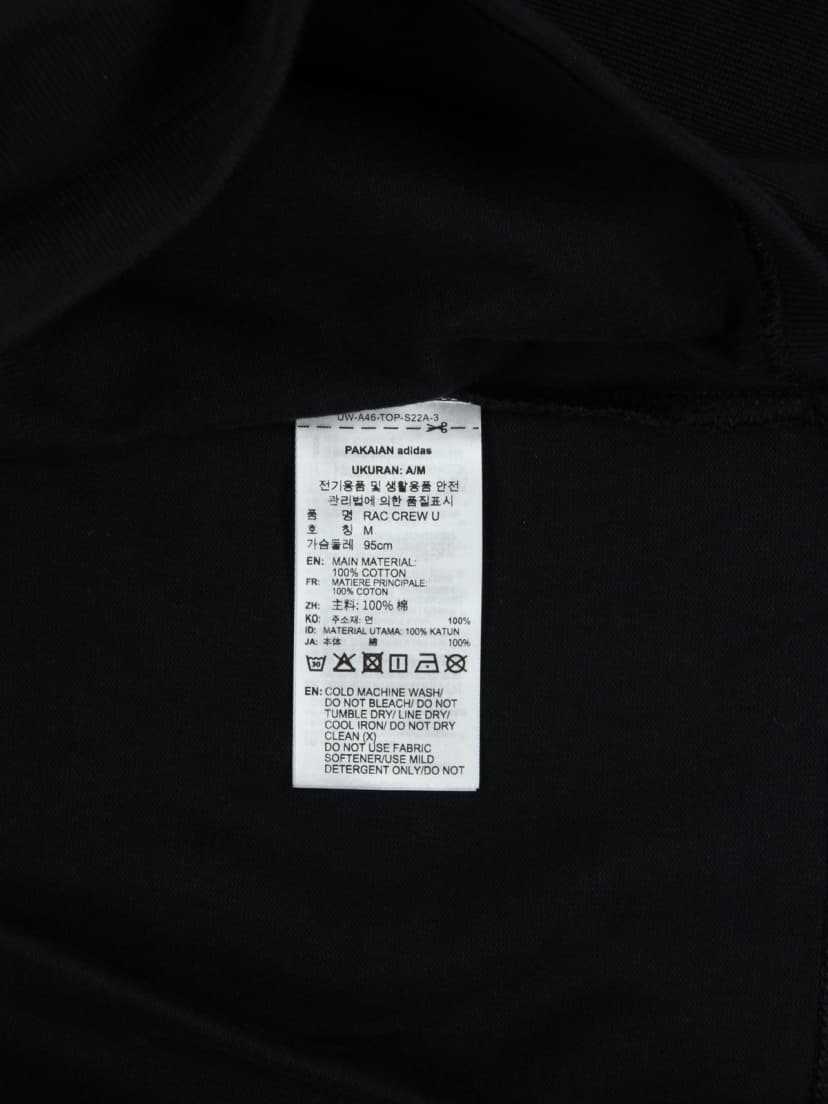 UW-A46-TOP-S22A-3
PAKAIAN adidas
UKURAN: A/M
전기용품 및 생활용품 안전
관리법에 의한 품질표시
품 명 RAC CREW U
호 칭 M
가슴둘레 95cm
EN: MAIN MATERIAL:
100% COTTON
FR: MATIERE PRINCIPALE:
100% COTON
ZH: 主料: 100% 棉
KO: 주소재: 면 100%
ID: MATERIAL UTAMA: 100% KATUN
JA: 本体 綿 100%
30
EN: COLD MACHINE WASH/
DO NOT BLEACH/ DO NOT
TUMBLE DRY/ LINE DRY/
COOL IRON/ DO NOT DRY
CLEAN (X)
DO NOT USE FABRIC
SOFTENER/USE MILD
DETERGENT ONLY/DO NOT